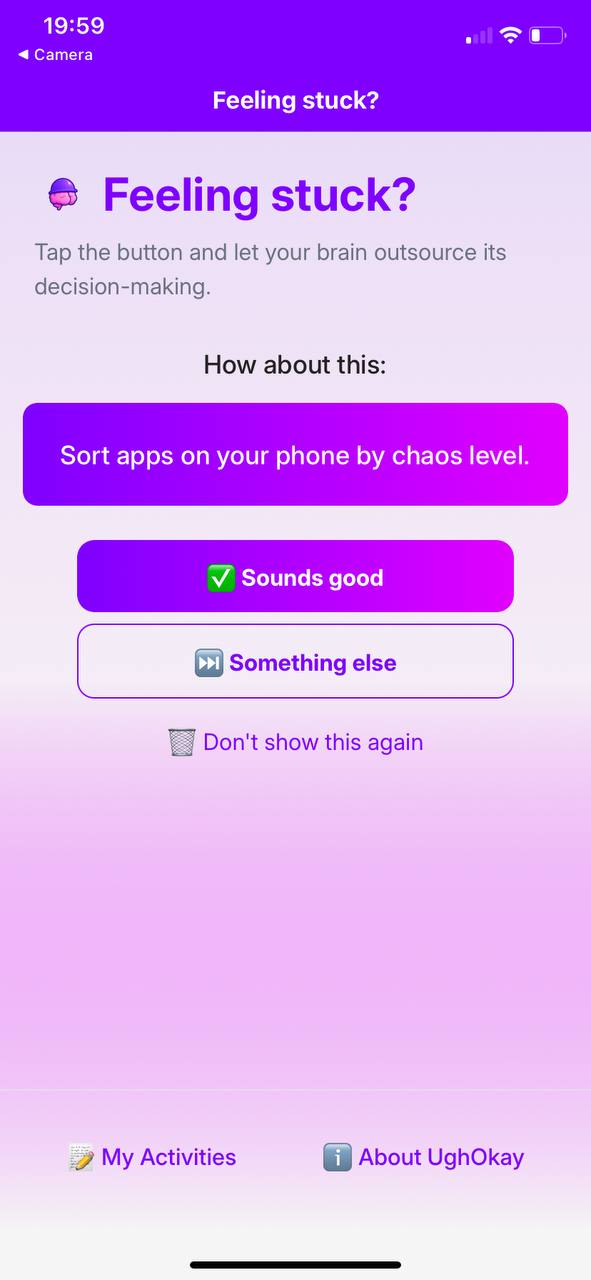 19:59
◀ Camera
Feeling stuck?
Feeling stuck?
Tap the button and let your brain outsource its
decision-making.
How about this:
Sort apps on your phone by chaos level.
✅ Sounds good
⏭️ Something else
🗑️ Don't show this again
📝 My Activities
ℹ️ About UghOkay